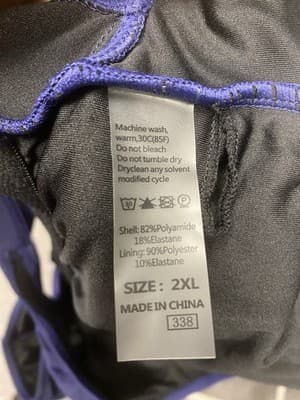 Machine wash,
warm,30C(85F)
Do not bleach
Do not tumble dry
Dryclean any solvent
modified cycle
P
Shell: 82%Polyamide
18%Elastane
Lining: 90%Polyester
10%Elastane
SIZE : 2XL
MADE IN CHINA
338